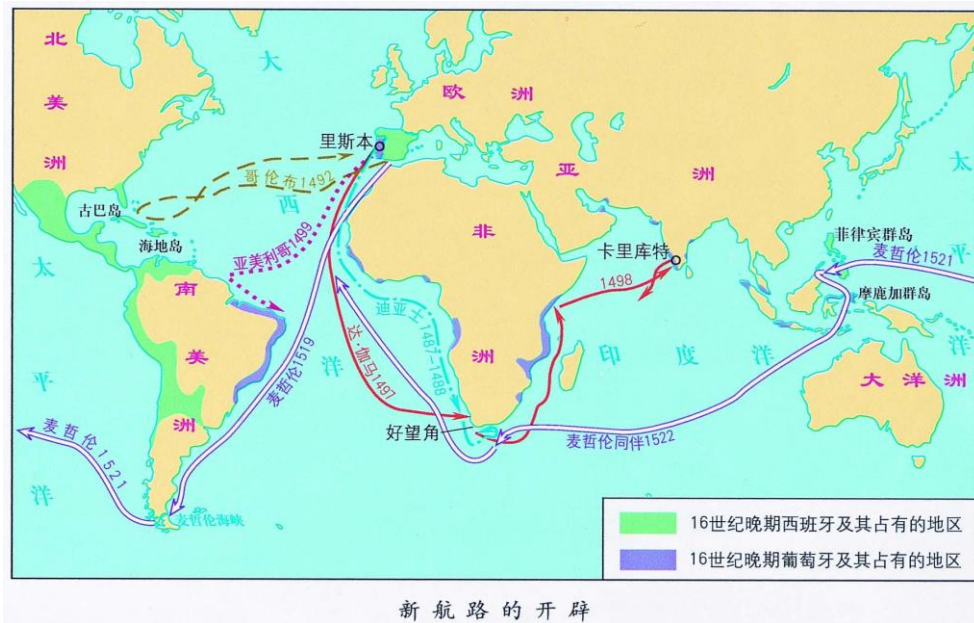 北美洲
大西洋
欧洲
亚洲
太平洋
里斯本
哥伦布1492
古巴岛
海地岛
亚美利哥1499
非洲
卡里库特
菲律宾群岛
麦哲伦1521
摩鹿加群岛
1498
太平洋
南美洲
迪亚士1487-1488
印度洋
达·伽马1497
麦哲伦1519
大洋洲
好望角
麦哲伦同伴1522
麦哲伦1521
麦哲伦海峡
16世纪晚期西班牙及其占有的地区
16世纪晚期葡萄牙及其占有的地区
新航路的开辟